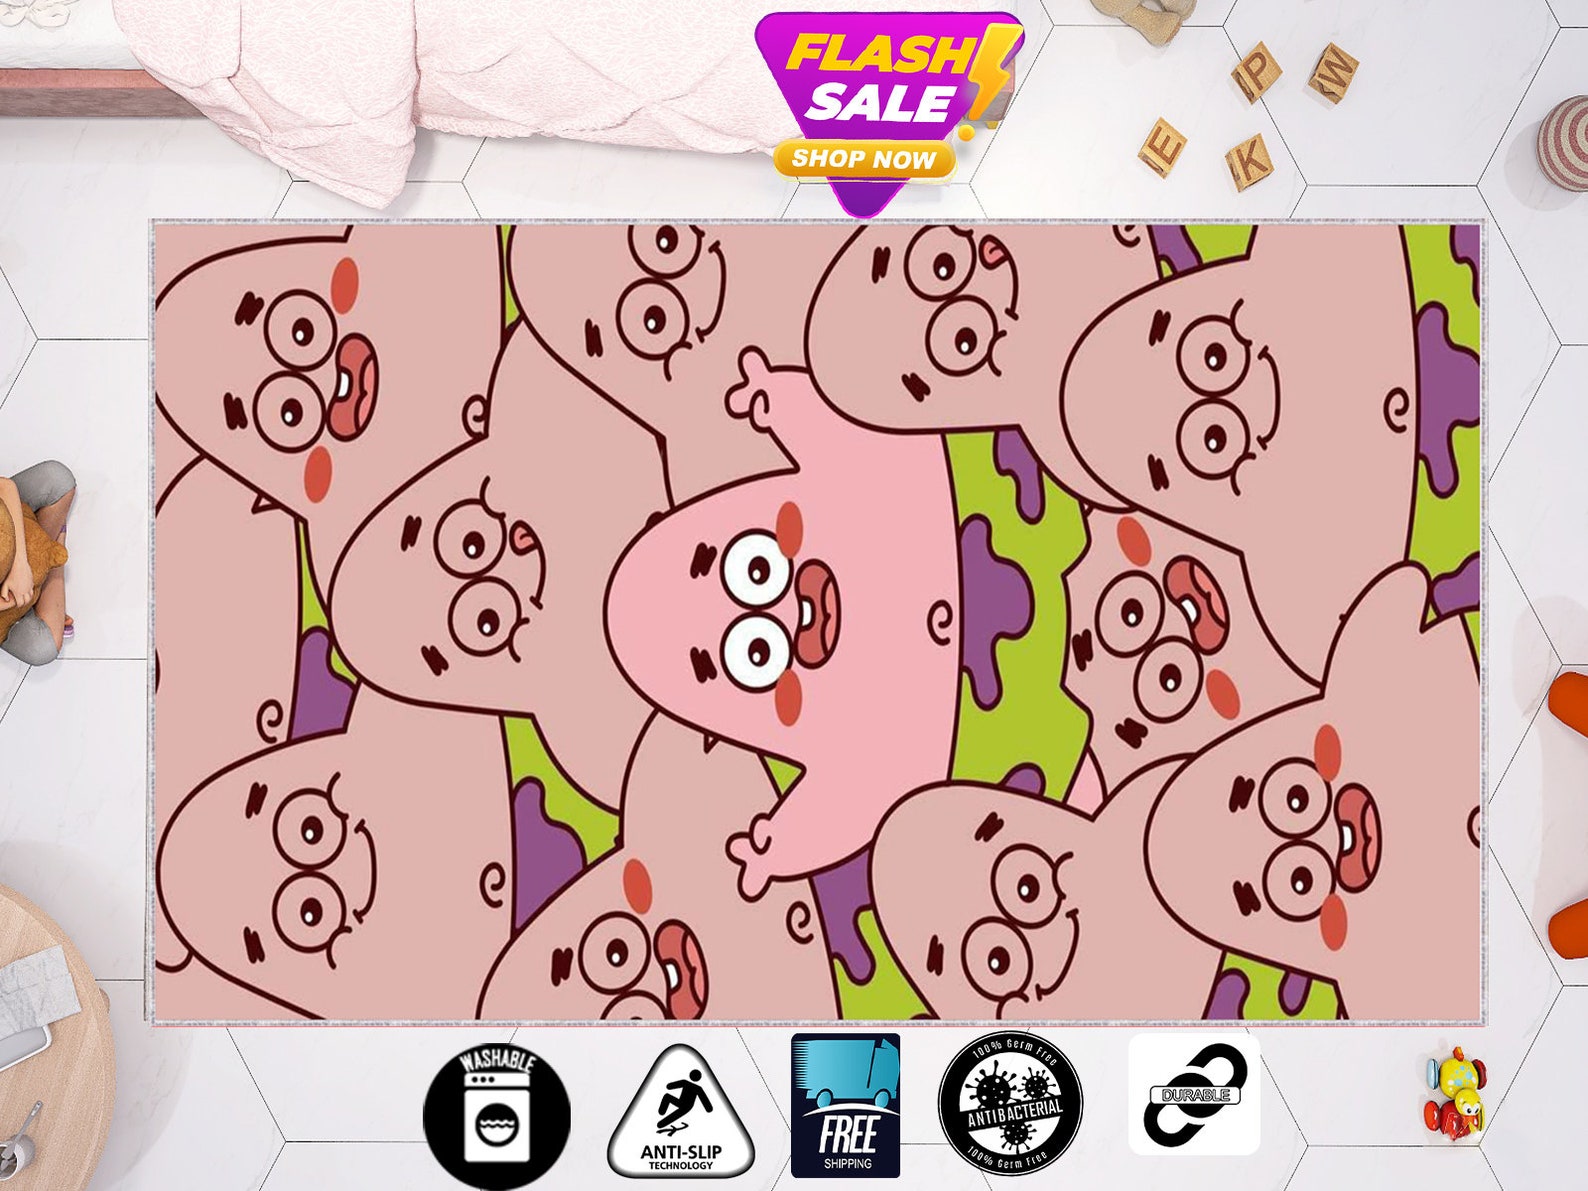 FLASH
SALE
SHOP NOW
P
W
E
K
WASHABLE
ANTI-SLIP
TECHNOLOGY
FREE
SHIPPING
100% Germ Free
ANTIBACTERIAL
100% Germ Free
DURABLE